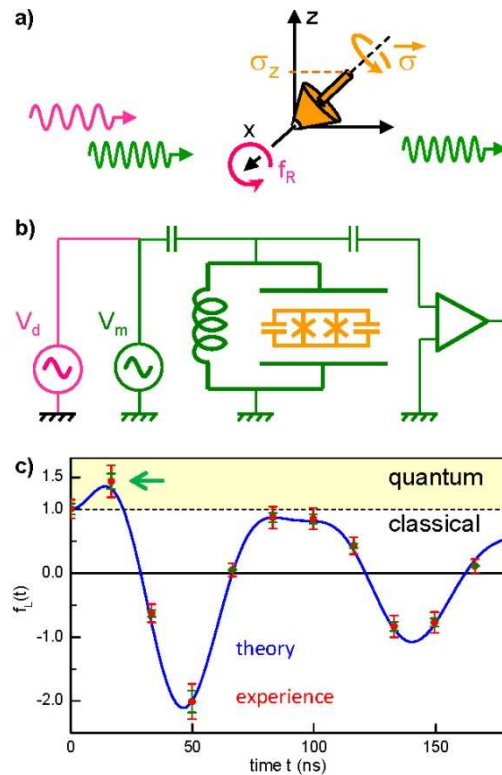 a)
z
σz
σ
x
fR
b)
Vd
Vm
c)
1.5
quantum
1.0
classical
0.0
fL(t)
-1.0
theory
-2.0
experience
0
50
100
150
time t (ns)